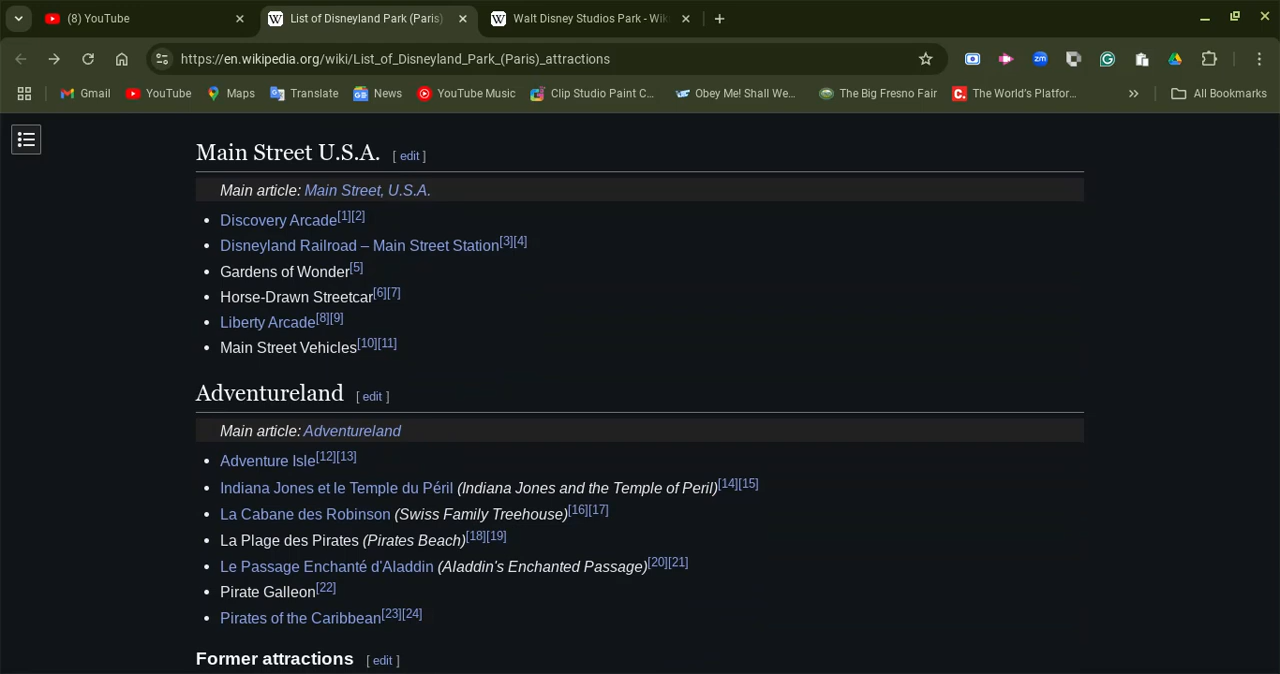 (8) YouTube
List of Disneyland Park (Paris)
Walt Disney Studios Park - Wiki
https://en.wikipedia.org/wiki/List_of_Disneyland_Park_(Paris)_attractions
Gmail
YouTube
Maps
Translate
News
YouTube Music
Clip Studio Paint C...
Obey Me! Shall We...
The Big Fresno Fair
The World's Platfor...
All Bookmarks
Main Street U.S.A. [ edit ]
Main article: Main Street, U.S.A.
• Discovery Arcade[1][2]
• Disneyland Railroad – Main Street Station[3][4]
• Gardens of Wonder[5]
• Horse-Drawn Streetcar[6][7]
• Liberty Arcade[8][9]
• Main Street Vehicles[10][11]
Adventureland [ edit ]
Main article: Adventureland
• Adventure Isle[12][13]
• Indiana Jones et le Temple du Péril (Indiana Jones and the Temple of Peril)[14][15]
• La Cabane des Robinson (Swiss Family Treehouse)[16][17]
• La Plage des Pirates (Pirates Beach)[18][19]
• Le Passage Enchanté d'Aladdin (Aladdin's Enchanted Passage)[20][21]
• Pirate Galleon[22]
• Pirates of the Caribbean[23][24]
Former attractions [ edit ]